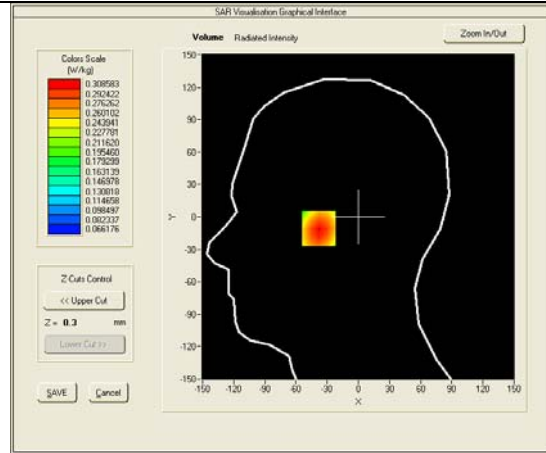 SAR Visualisation Graphical Interface
Volume Radiated Intensity
Zoom In/Out
Colors Scale
(W/kg)
0.308583
0.292422
0.276262
0.260102
0.243941
0.227781
0.211620
0.195460
0.179299
0.163139
0.146978
0.130818
0.114658
0.098497
0.082337
0.066176
Z-Cuts Control
<< Upper Cut
Z = 0.3 mm
Lower Cut >>
SAVE Cancel
150
120
90
60
30
0
-30
-60
-90
-120
-150
Y
-150 -120 -90 -60 -30 0 30 60 90 120 150
X